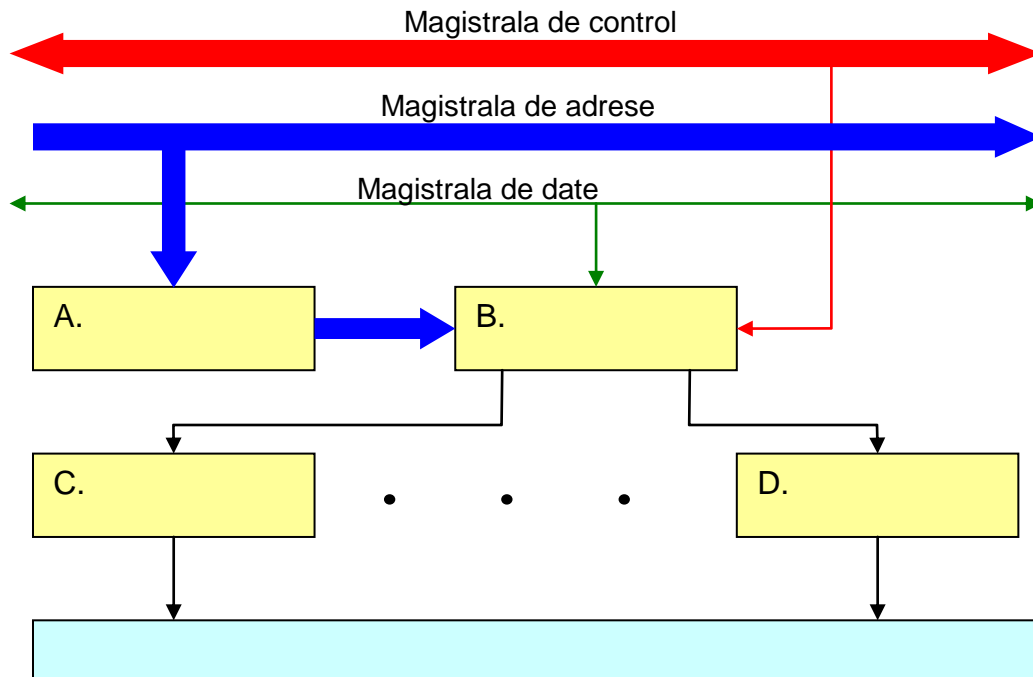 Magistrala de control
Magistrala de adrese
Magistrala de date
A.
B.
C.
D.